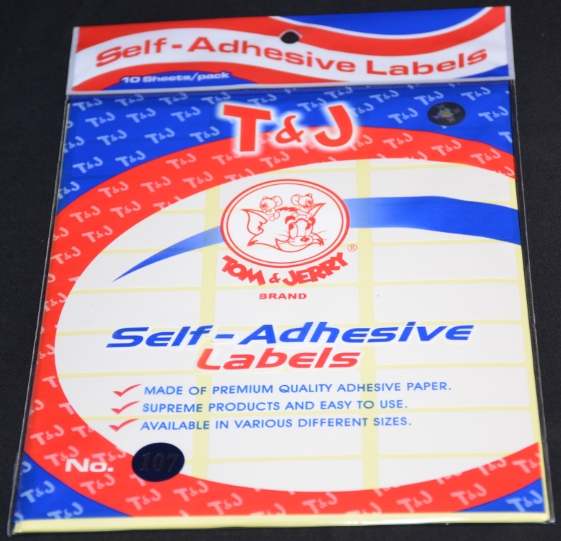 Self-Adhesive Labels
10 Sheets/pack
T&J
TOM & JERRY ®
BRAND
Self-Adhesive
Labels
MADE OF PREMIUM QUALITY ADHESIVE PAPER.
SUPREME PRODUCTS AND EASY TO USE.
AVAILABLE IN VARIOUS DIFFERENT SIZES.
No. 107